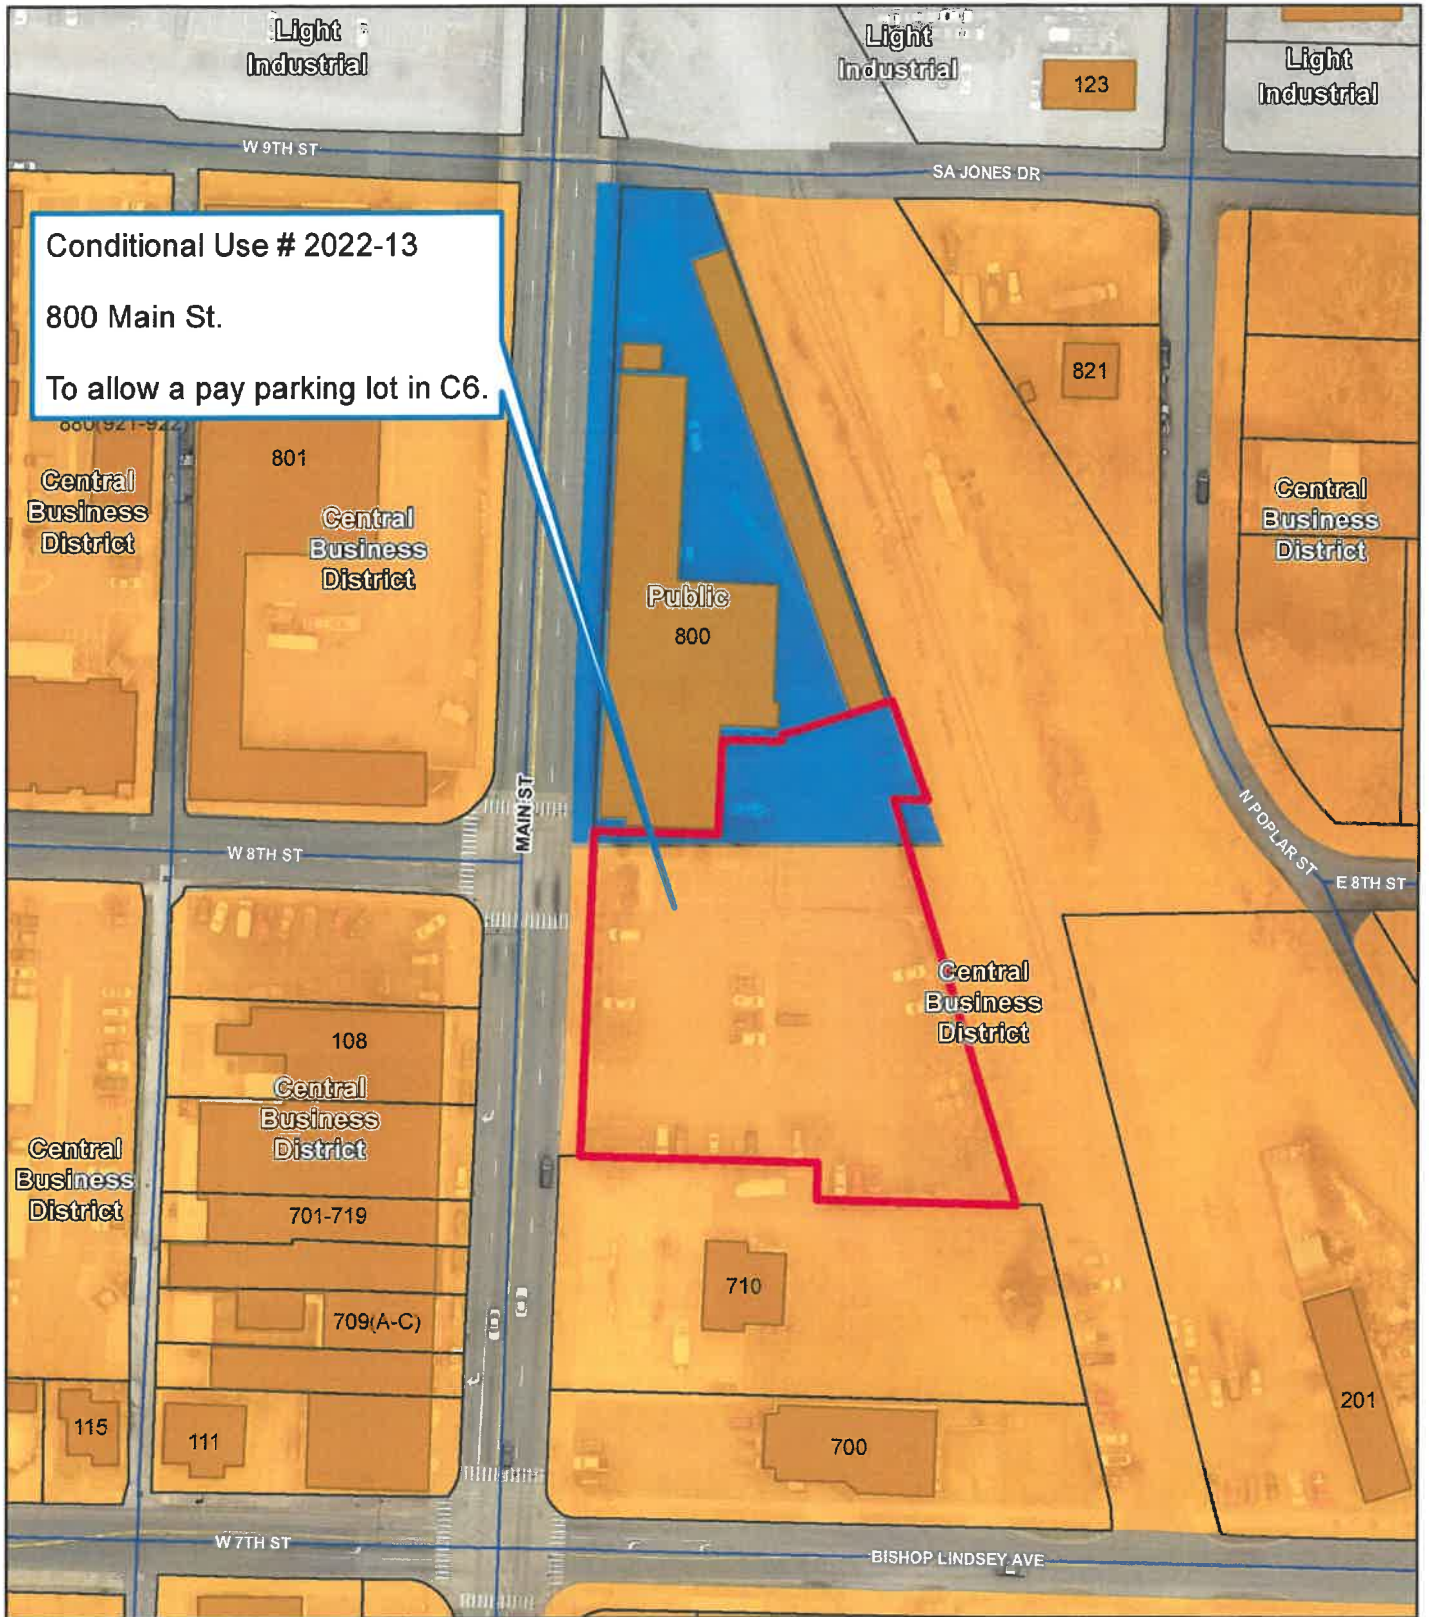 Light
Industrial
Light
Industrial
Light
Industrial
123
W 9TH ST
SA JONES DR
Conditional Use # 2022-13
800 Main St.
To allow a pay parking lot in C6.
880(921-922)
801
821
Central
Business
District
Central
Business
District
Central
Business
District
Public
800
MAIN ST
W 8TH ST
N POPLAR ST
E 8TH ST
Central
Business
District
108
Central
Business
District
Central
Business
District
701-719
710
709(A-C)
201
115
111
700
W 7TH ST
BISHOP LINDSEY AVE